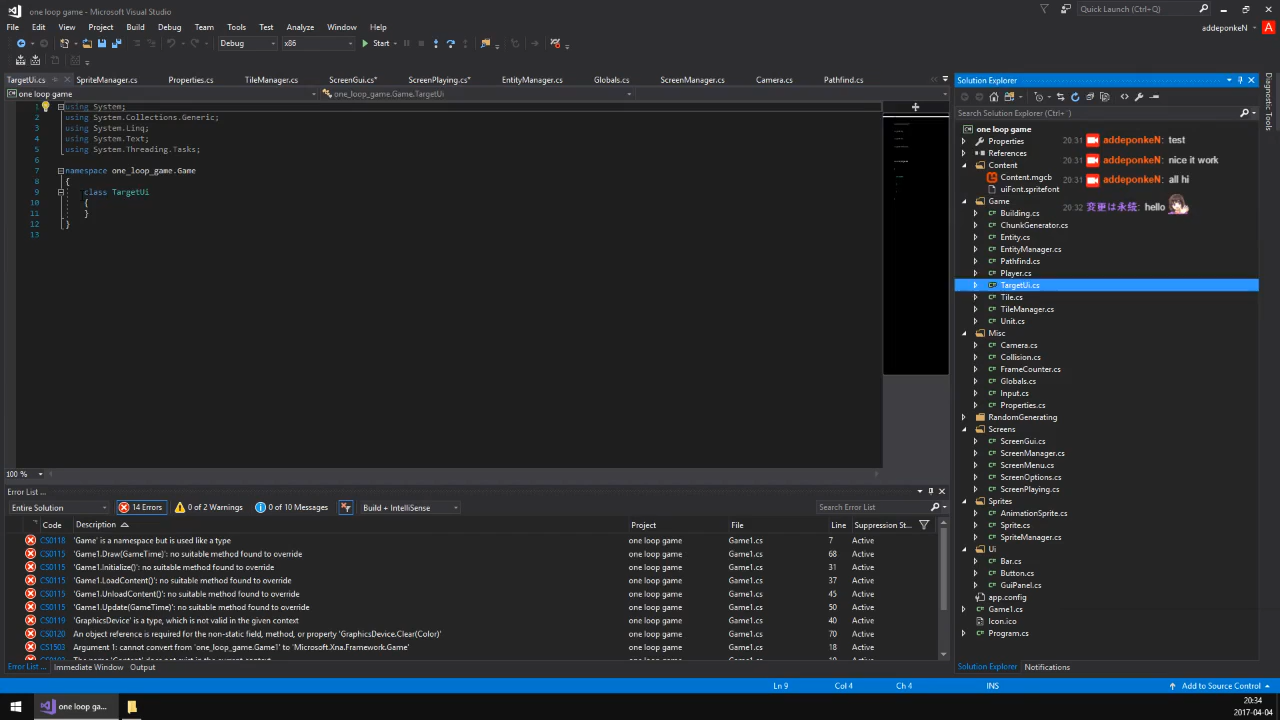 one loop game - Microsoft Visual Studio
Quick Launch (Ctrl+Q)
File Edit View Project Build Debug Team Tools Test Analyze Window Help
addeponkeN A
Debug x86 Start
TargetUi.cs SpriteManager.cs Properties.cs TileManager.cs ScreenGui.cs* ScreenPlaying.cs* EntityManager.cs Globals.cs ScreenManager.cs Camera.cs Pathfind.cs
one loop game one_loop_game.Game.TargetUi
1 using System;
2 using System.Collections.Generic;
3 using System.Linq;
4 using System.Text;
5 using System.Threading.Tasks;
6
7 namespace one_loop_game.Game
8 {
9 class TargetUi
10 {
11 }
12 }
13
100 %
Solution Explorer
Search Solution Explorer (Ctrl+¨)
one loop game
Properties
References
Content
Content.mgcb
uiFont.spritefont
Game
Building.cs
ChunkGenerator.cs
Entity.cs
EntityManager.cs
Pathfind.cs
Player.cs
TargetUi.cs
Tile.cs
TileManager.cs
Unit.cs
Misc
Camera.cs
Collision.cs
FrameCounter.cs
Globals.cs
Input.cs
Properties.cs
RandomGenerating
Screens
ScreenGui.cs
ScreenManager.cs
ScreenMenu.cs
ScreenOptions.cs
ScreenPlaying.cs
Sprites
AnimationSprite.cs
Sprite.cs
SpriteManager.cs
Ui
Bar.cs
Button.cs
GuiPanel.cs
app.config
Game1.cs
Icon.ico
Program.cs
20:31 addeponkeN: test
20:31 addeponkeN: nice it work
20:31 addeponkeN: all hi
20:32 変更は永続: hello
Diagnostic Tools
Error List
Entire Solution 14 Errors 0 of 2 Warnings 0 of 10 Messages Build + IntelliSense Search Error List
Code Description Project File Line Suppression St...
CS0118 'Game' is a namespace but is used like a type one loop game Game1.cs 7 Active
CS0115 'Game1.Draw(GameTime)': no suitable method found to override one loop game Game1.cs 68 Active
CS0115 'Game1.Initialize()': no suitable method found to override one loop game Game1.cs 31 Active
CS0115 'Game1.LoadContent()': no suitable method found to override one loop game Game1.cs 37 Active
CS0115 'Game1.UnloadContent()': no suitable method found to override one loop game Game1.cs 45 Active
CS0115 'Game1.Update(GameTime)': no suitable method found to override one loop game Game1.cs 50 Active
CS0119 'GraphicsDevice' is a type, which is not valid in the given context one loop game Game1.cs 40 Active
CS0120 An object reference is required for the non-static field, method, or property 'GraphicsDevice.Clear(Color)' one loop game Game1.cs 70 Active
CS1503 Argument 1: cannot convert from 'one_loop_game.Game1' to 'Microsoft.Xna.Framework.Game' one loop game Game1.cs 18 Active
Error List ... Immediate Window Output
Solution Explorer Notifications
Ln 9 Col 4 Ch 4 INS Add to Source Control
one loop ga...
20:34
2017-04-04